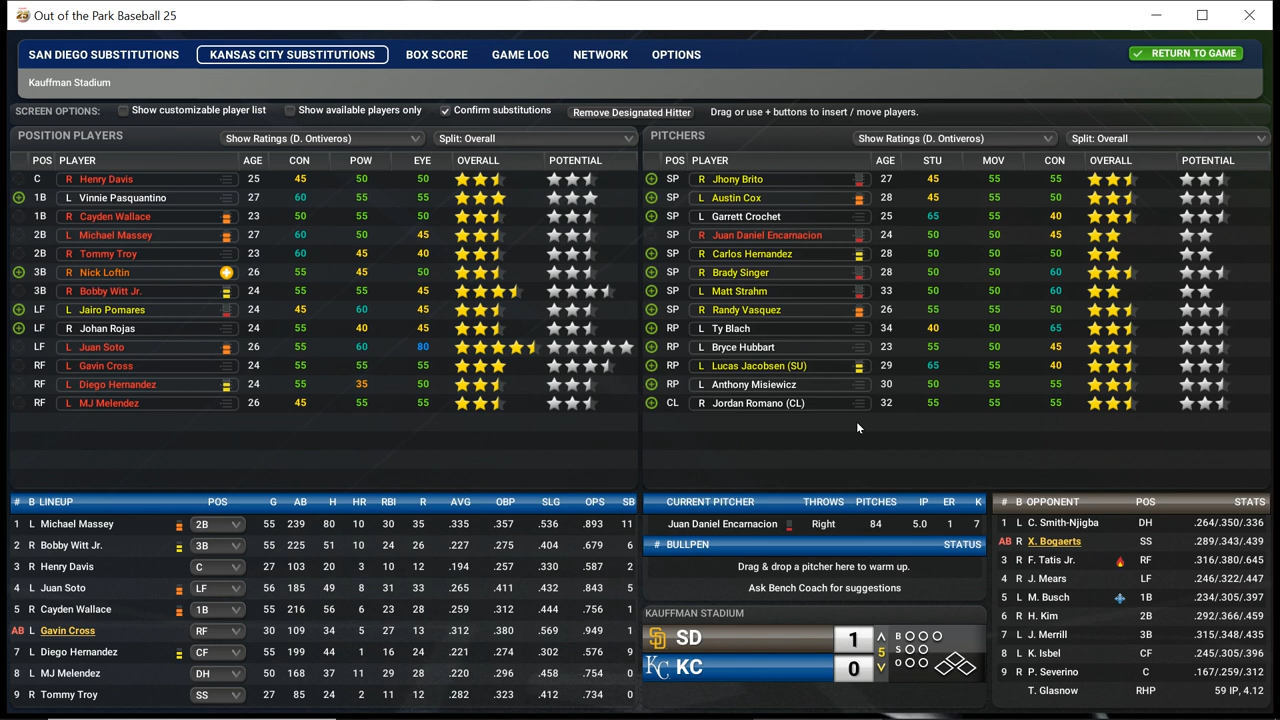 Out of the Park Baseball 25
SAN DIEGO SUBSTITUTIONS KANSAS CITY SUBSTITUTIONS BOX SCORE GAME LOG NETWORK OPTIONS RETURN TO GAME
Kauffman Stadium
SCREEN OPTIONS: Show customizable player list Show available players only Confirm substitutions Remove Designated Hitter Drag or use + buttons to insert / move players.
POSITION PLAYERS Show Ratings (D. Ontiveros) Split: Overall
POS PLAYER AGE CON POW EYE OVERALL POTENTIAL
C R Henry Davis 25 45 50 50
1B L Vinnie Pasquantino 27 60 55 55
1B R Cayden Wallace 23 50 55 50
2B L Michael Massey 27 60 50 45
2B R Tommy Troy 23 60 45 40
3B R Nick Loftin 26 55 45 50
3B R Bobby Witt Jr. 24 55 55 45
LF L Jairo Pomares 24 45 60 45
LF R Johan Rojas 24 55 40 45
LF L Juan Soto 26 55 60 80
RF L Gavin Cross 24 55 55 50
RF L Diego Hernandez 24 55 35 50
RF L MJ Melendez 26 45 55 55
PITCHERS Show Ratings (D. Ontiveros) Split: Overall
POS PLAYER AGE STU MOV CON OVERALL POTENTIAL
SP R Jhony Brito 27 45 55 55
SP L Austin Cox 28 45 55 50
SP L Garrett Crochet 25 65 55 40
SP R Juan Daniel Encarnacion 24 55 50 45
SP R Carlos Hernandez 28 50 50 50
SP R Brady Singer 28 50 50 60
SP L Matt Strahm 33 50 50 60
SP R Randy Vasquez 26 55 50 50
RP L Ty Blach 34 40 50 65
RP L Bryce Hubbart 23 55 50 45
RP L Lucas Jacobsen (SU) 29 65 55 40
RP L Anthony Misiewicz 30 50 55 55
CL R Jordan Romano (CL) 32 55 55 55
# B LINEUP POS G AB H HR RBI R AVG OBP SLG OPS SB
1 L Michael Massey 2B 55 239 80 10 30 35 .335 .357 .536 .893 11
2 R Bobby Witt Jr. 3B 55 225 51 10 24 26 .227 .275 .404 .679 6
3 R Henry Davis C 27 103 20 3 10 12 .194 .257 .330 .587 2
4 L Juan Soto LF 56 185 49 8 31 33 .265 .411 .432 .843 5
5 R Cayden Wallace 1B 55 216 56 6 23 28 .259 .312 .444 .756 1
AB L Gavin Cross RF 30 109 34 5 27 13 .312 .380 .569 .949 1
7 L Diego Hernandez CF 55 199 44 1 16 24 .221 .274 .302 .576 9
8 L MJ Melendez DH 50 168 37 11 29 28 .220 .296 .458 .754 0
9 R Tommy Troy SS 27 85 24 2 11 12 .282 .323 .412 .734 0
CURRENT PITCHER THROWS PITCHES IP ER K
Juan Daniel Encarnacion Right 84 5.0 1 7
# BULLPEN STATUS
Drag & drop a pitcher here to warm up.
Ask Bench Coach for suggestions
KAUFFMAN STADIUM
SD SD 1
KC KC 0
5
B
S
O
# B OPPONENT POS STATS
1 L C. Smith-Njigba DH .264/.350/.336
AB R X. Bogaerts SS .289/.343/.439
3 R F. Tatis Jr. RF .316/.380/.645
4 R J. Mears LF .246/.322/.447
5 L M. Busch 1B .234/.305/.397
6 R H. Kim 2B .292/.366/.459
7 L J. Merrill 3B .315/.348/.435
8 L K. Isbel CF .245/.305/.396
9 R P. Severino C .167/.259/.312
T. Glasnow RHP 59 IP, 4.12